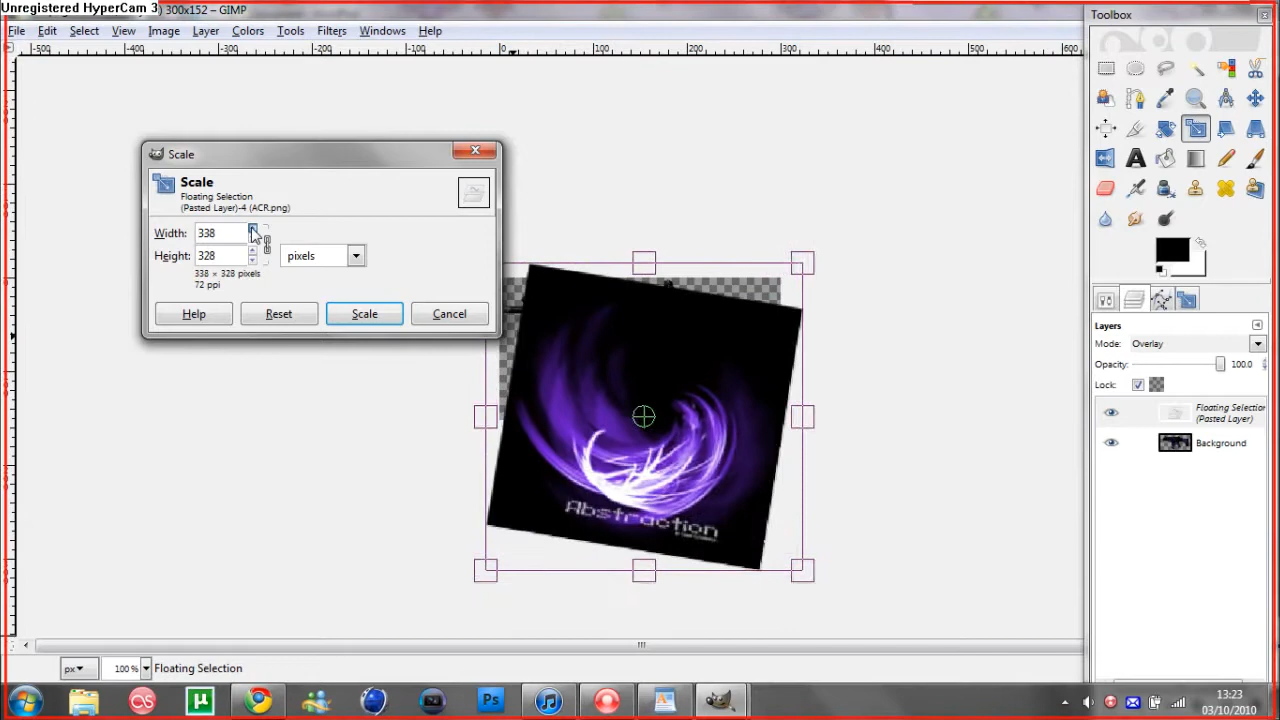 Unregistered HyperCam 3
) 300x152 – GIMP
Toolbox
File Edit Select View Image Layer Colors Tools Filters Windows Help
-500 -400 -300 -200 -100 0 100 200 300 400 500 600
Scale
Scale
Floating Selection
(Pasted Layer)-4 (ACR.png)
Width: 338
Height: 328 pixels
338 × 328 pixels
72 ppi
Help Reset Scale Cancel
Abstraction
Layers
Mode: Overlay
Opacity: 100.0
Lock:
Floating Selection
(Pasted Layer)
Background
px 100 % Floating Selection
Ps
13:23
03/10/2010